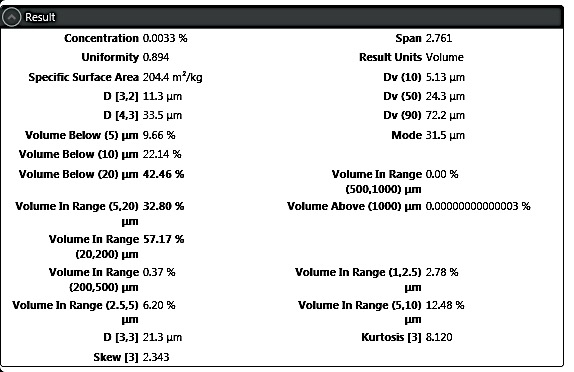 Result
Concentration 0.0033 % Span 2.761
Uniformity 0.894 Result Units Volume
Specific Surface Area 204.4 m²/kg Dv (10) 5.13 μm
D [3,2] 11.3 μm Dv (50) 24.3 μm
D [4,3] 33.5 μm Dv (90) 72.2 μm
Volume Below (5) μm 9.66 % Mode 31.5 μm
Volume Below (10) μm 22.14 %
Volume Below (20) μm 42.46 % Volume In Range 0.00 %
(500,1000) μm
Volume In Range (5,20) 32.80 % Volume Above (1000) μm 0.00000000000003 %
μm
Volume In Range 57.17 %
(20,200) μm
Volume In Range 0.37 % Volume In Range (1,2.5) 2.78 %
(200,500) μm μm
Volume In Range (2.5,5) 6.20 % Volume In Range (5,10) 12.48 %
μm μm
D [3,3] 21.3 μm Kurtosis [3] 8.120
Skew [3] 2.343